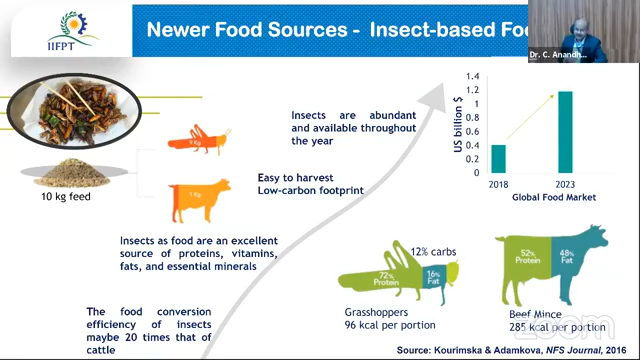 IIFPT
Newer Food Sources - Insect-based Foo
Dr. C. Anandh...
Insects are abundant
and available throughout
the year
Easy to harvest
Low-carbon footprint
9 Kg
1 Kg
10 kg feed
Insects as food are an excellent
source of proteins, vitamins,
fats, and essential minerals
The food conversion
efficiency of insects
maybe 20 times that of
cattle
US billion $
1.4
1.2
1
0.8
0.6
0.4
0.2
0
2018
2023
Global Food Market
12% carbs
72%
Protein
16%
Fat
Grasshoppers
96 kcal per portion
52%
Protein
48%
Fat
Beef Mince
285 kcal per portion
zoom
Source: Kourimska & Adamkova, NFS Journal, 2016